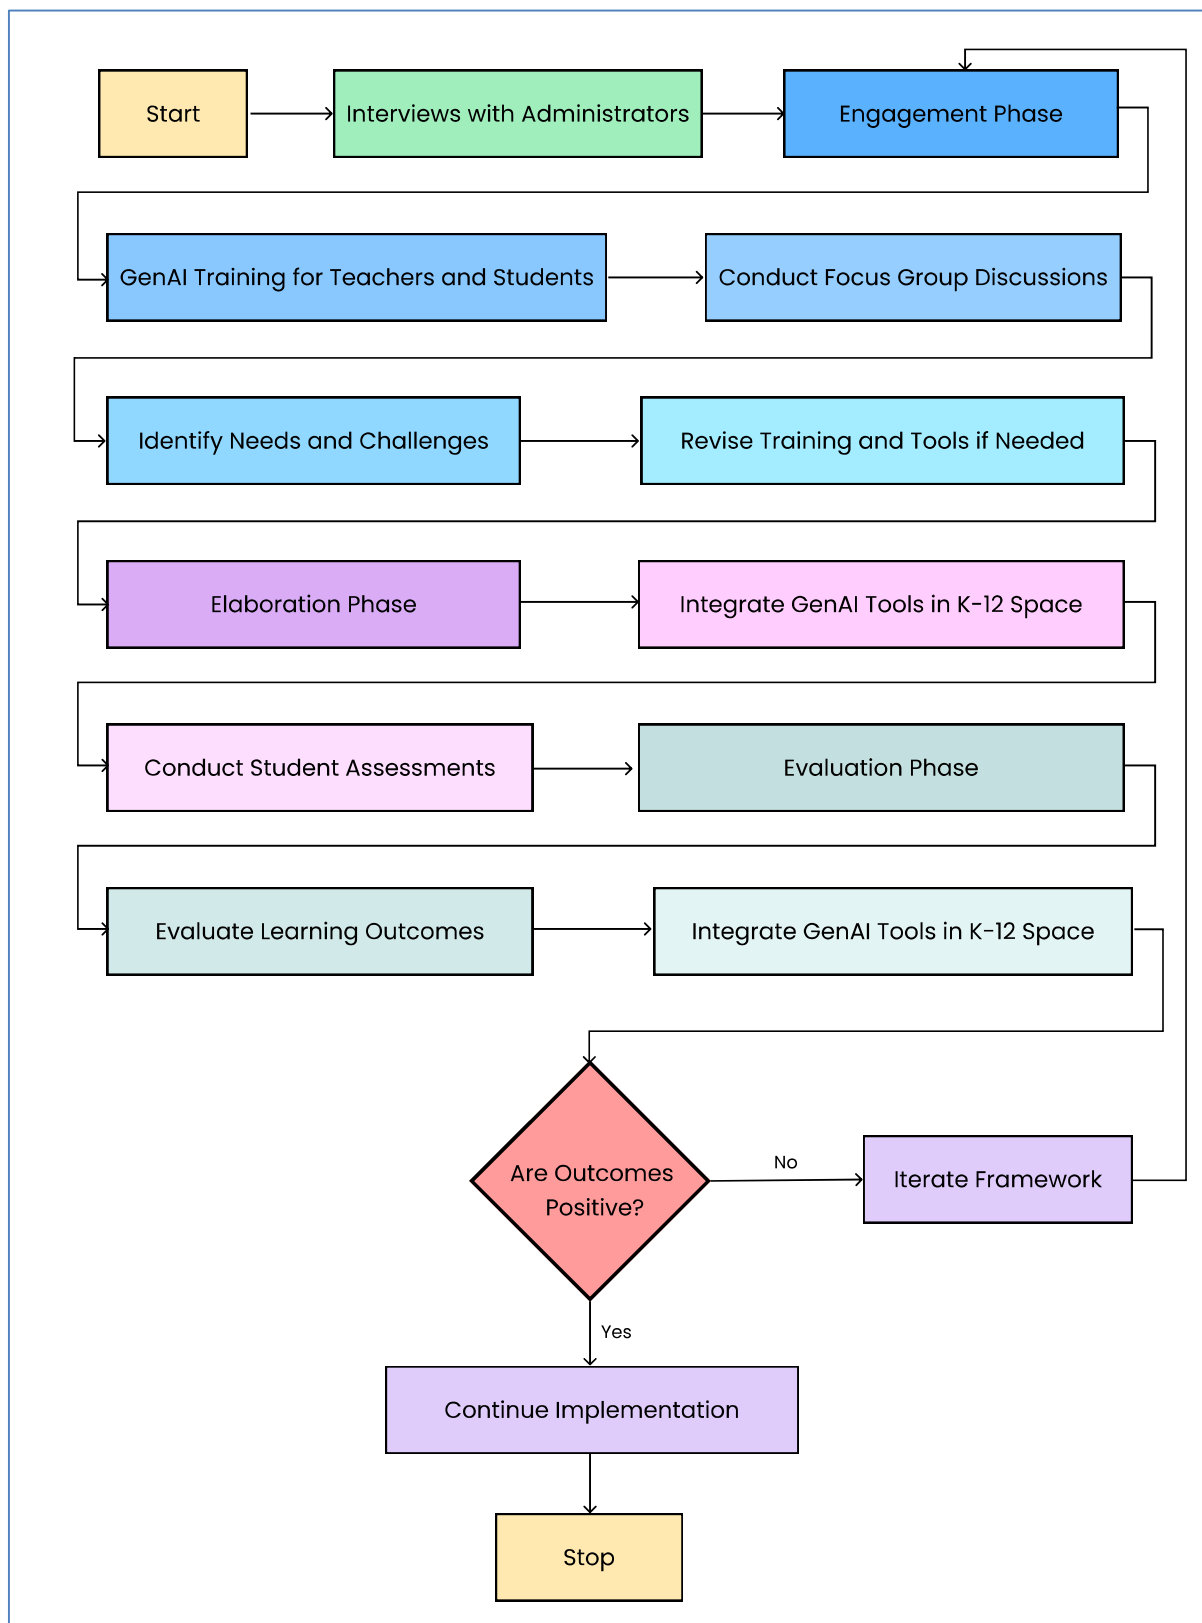 Start
Interviews with Administrators
Engagement Phase
GenAI Training for Teachers and Students
Conduct Focus Group Discussions
Identify Needs and Challenges
Revise Training and Tools if Needed
Elaboration Phase
Integrate GenAI Tools in K-12 Space
Conduct Student Assessments
Evaluation Phase
Evaluate Learning Outcomes
Integrate GenAI Tools in K-12 Space
Are Outcomes
Positive?
No
Iterate Framework
Yes
Continue Implementation
Stop